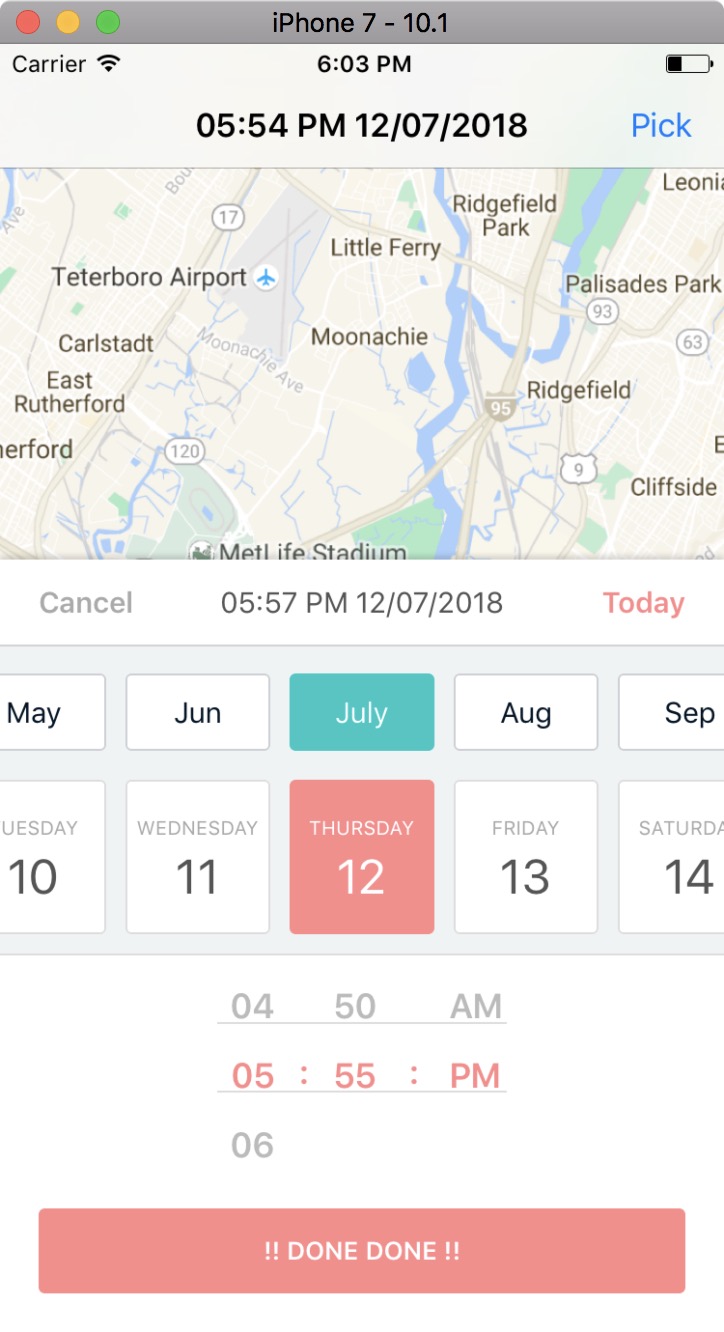 iPhone 7 - 10.1
Carrier 6:03 PM
05:54 PM 12/07/2018 Pick
Leonia
17
Ridgefield
Park
Little Ferry
Teterboro Airport
Palisades Park
93
Moonachie
Carlstadt
63
Moonachie Ave
East
Rutherford
Ridgefield
95
herford
120
9
Cliffside
MetLife Stadium
Cancel 05:57 PM 12/07/2018 Today
May Jun July Aug Sep
UESDAY WEDNESDAY THURSDAY FRIDAY SATURDA
10 11 12 13 14
04 50 AM
05 : 55 : PM
06
!! DONE DONE !!